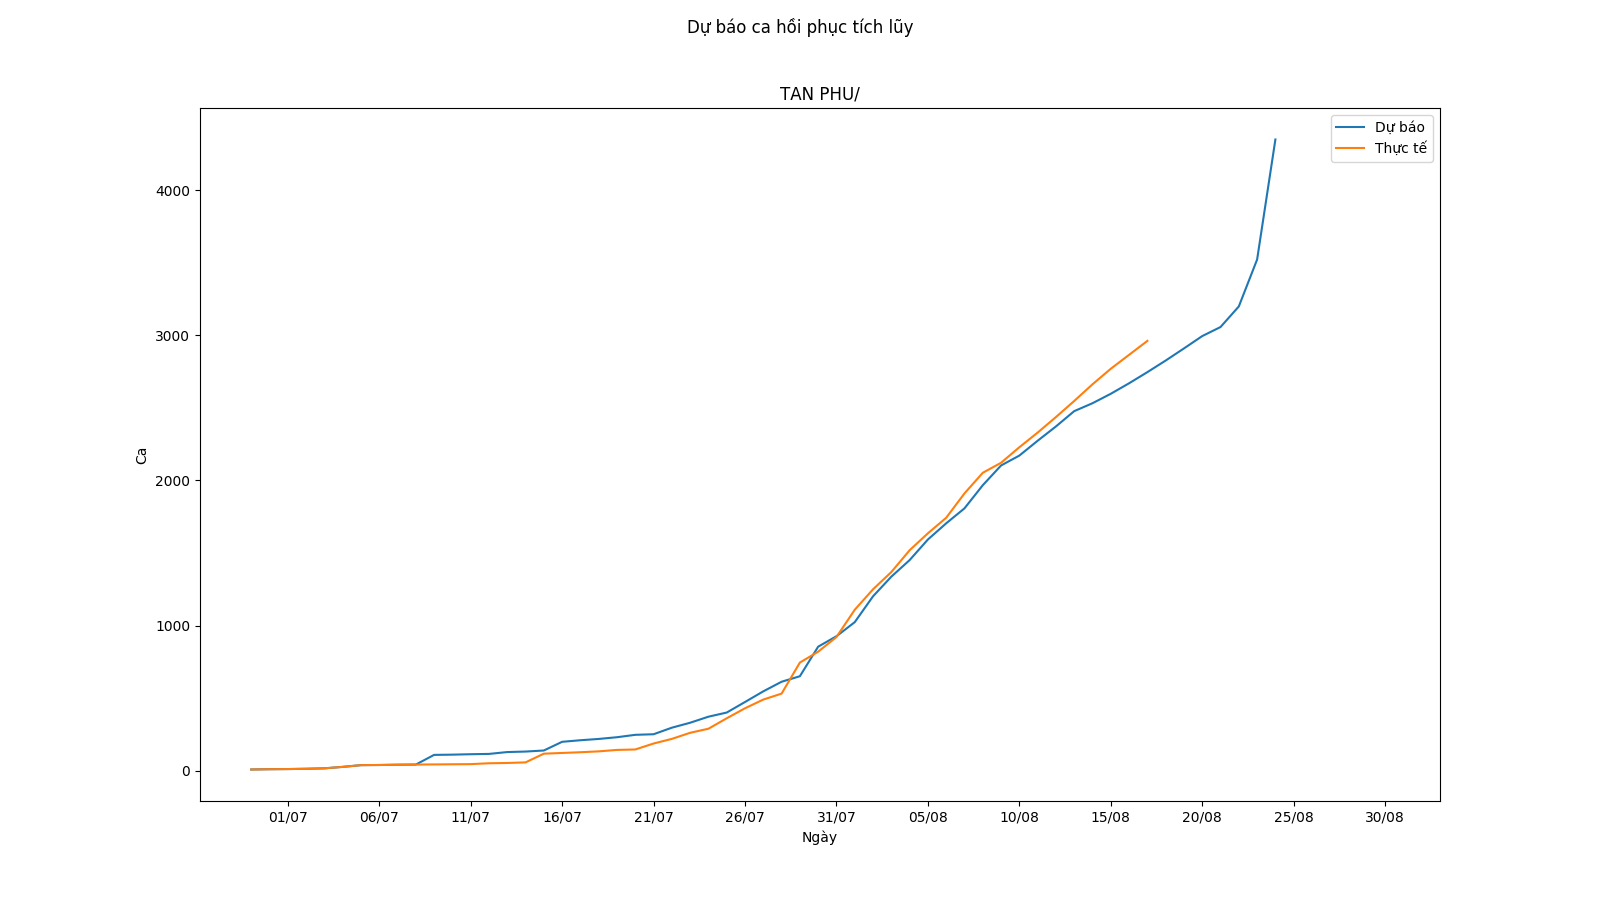 Dự báo ca hồi phục tích lũy
TAN PHU/
Dự báo
Thực tế
Ca
4000
3000
2000
1000
0
01/07 06/07 11/07 16/07 21/07 26/07 31/07 05/08 10/08 15/08 20/08 25/08 30/08
Ngày